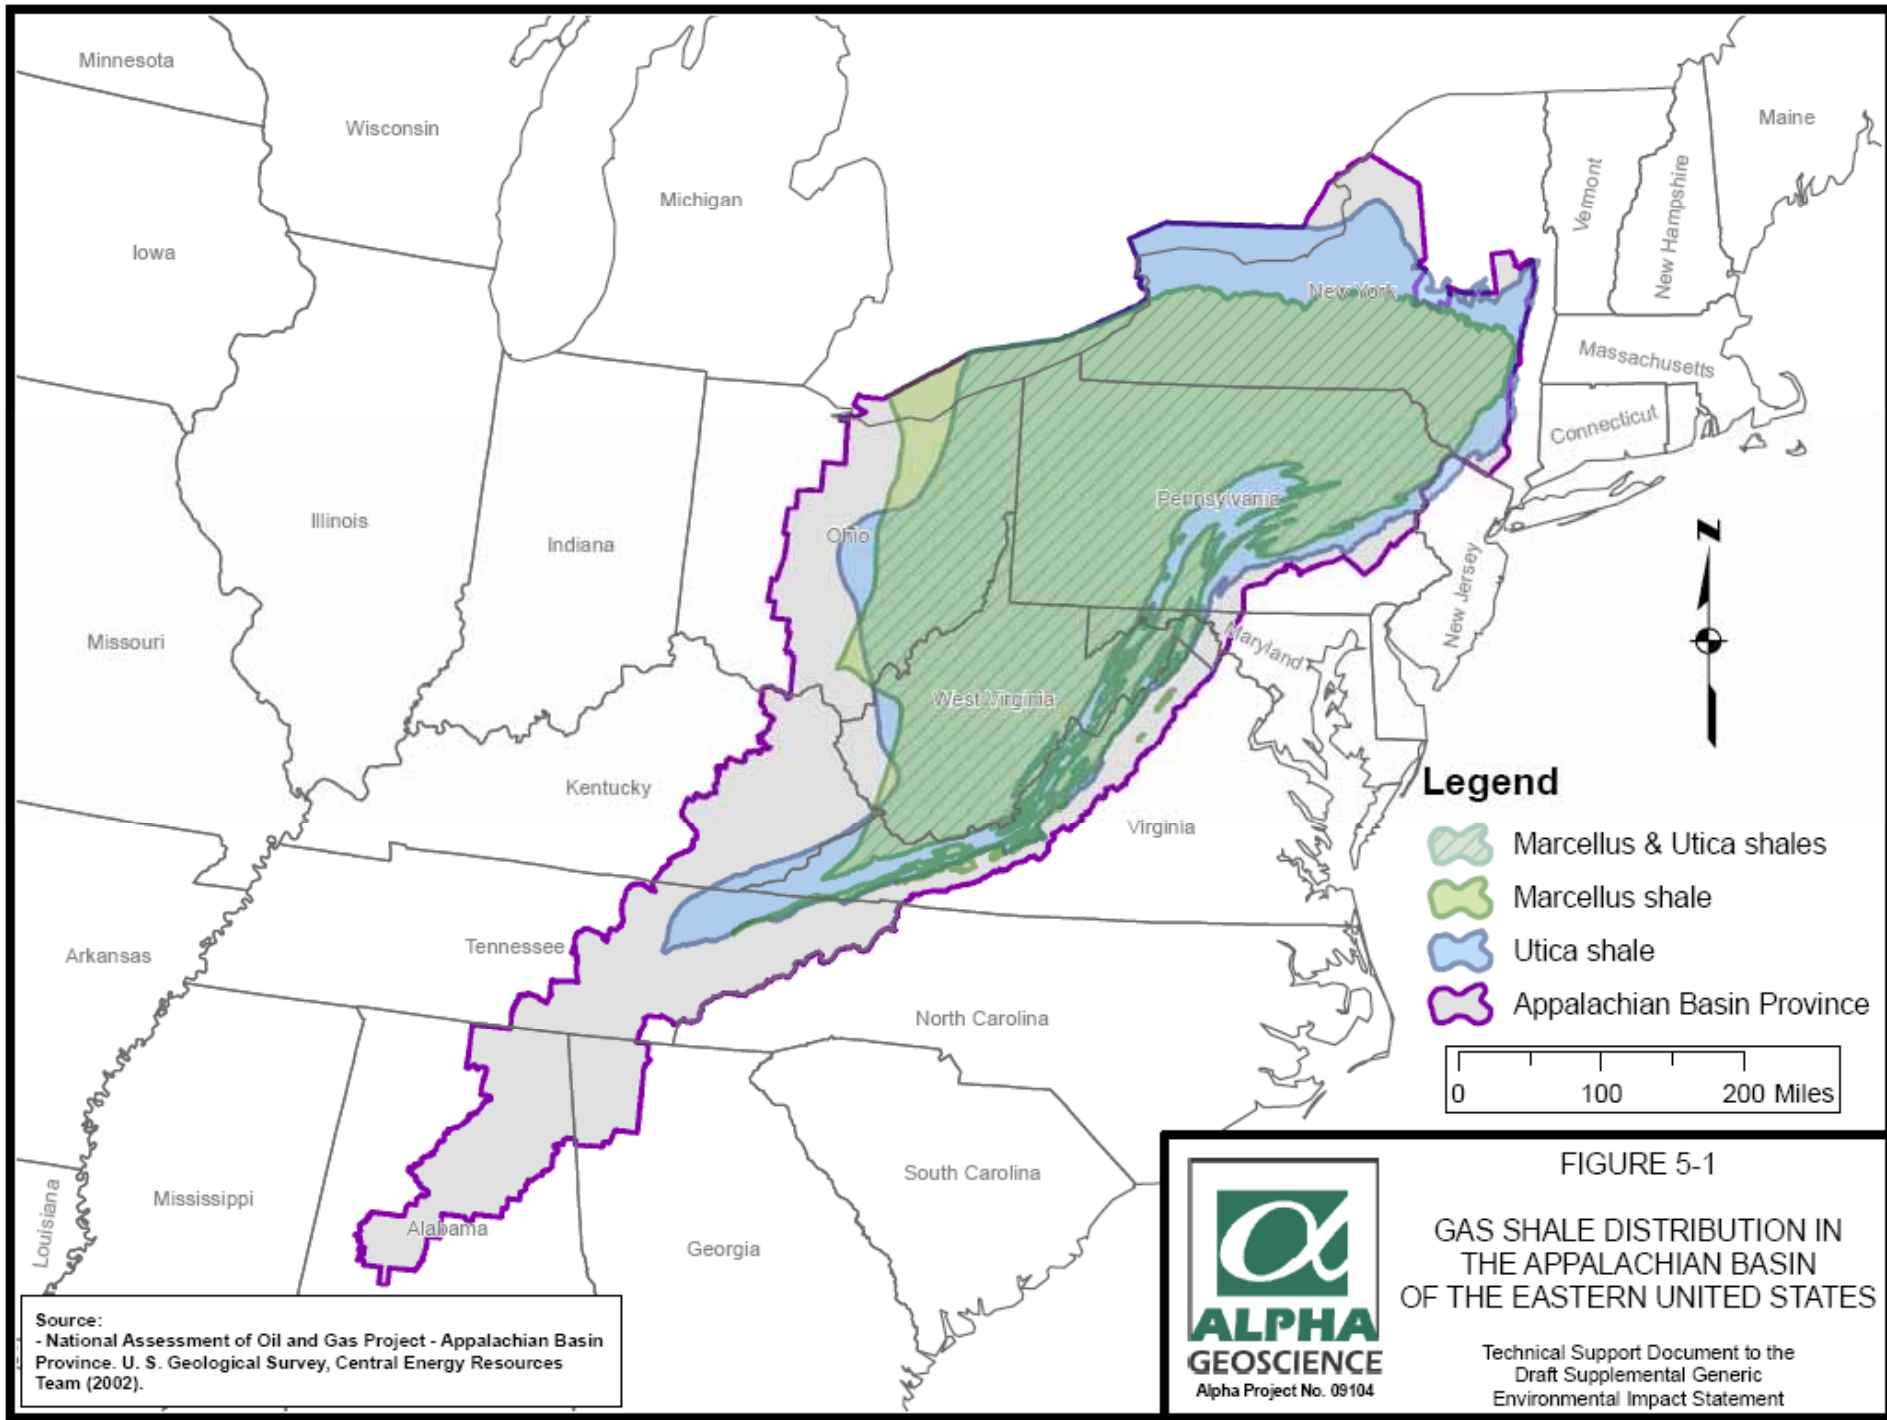 Minnesota
Wisconsin
Michigan
Maine
Vermont
New Hampshire
Iowa
New York
Massachusetts
Connecticut
Illinois
Indiana
Ohio
Pennsylvania
New Jersey
Missouri
Maryland
West Virginia
Kentucky
Virginia
Tennessee
Arkansas
North Carolina
South Carolina
Mississippi
Alabama
Georgia
Louisiana
N
Legend
Marcellus & Utica shales
Marcellus shale
Utica shale
Appalachian Basin Province
0 100 200 Miles
Source:
- National Assessment of Oil and Gas Project - Appalachian Basin
Province. U. S. Geological Survey, Central Energy Resources
Team (2002).
α
ALPHA
GEOSCIENCE
Alpha Project No. 09104
FIGURE 5-1
GAS SHALE DISTRIBUTION IN
THE APPALACHIAN BASIN
OF THE EASTERN UNITED STATES
Technical Support Document to the
Draft Supplemental Generic
Environmental Impact Statement